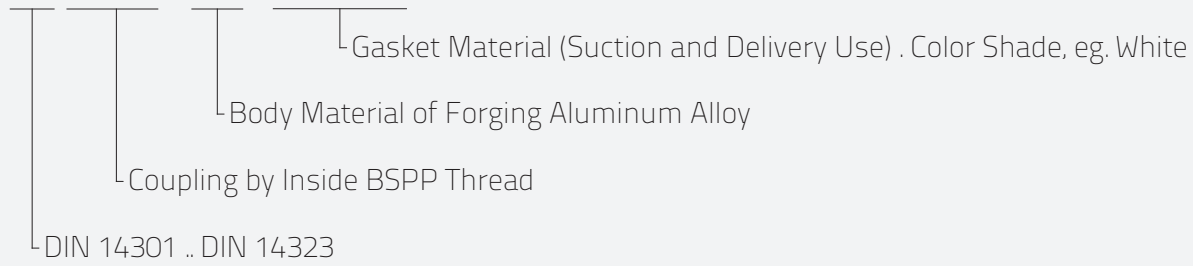 Gasket Material (Suction and Delivery Use) . Color Shade, eg. White
Body Material of Forging Aluminum Alloy
Coupling by Inside BSPP Thread
DIN 14301 .. DIN 14323